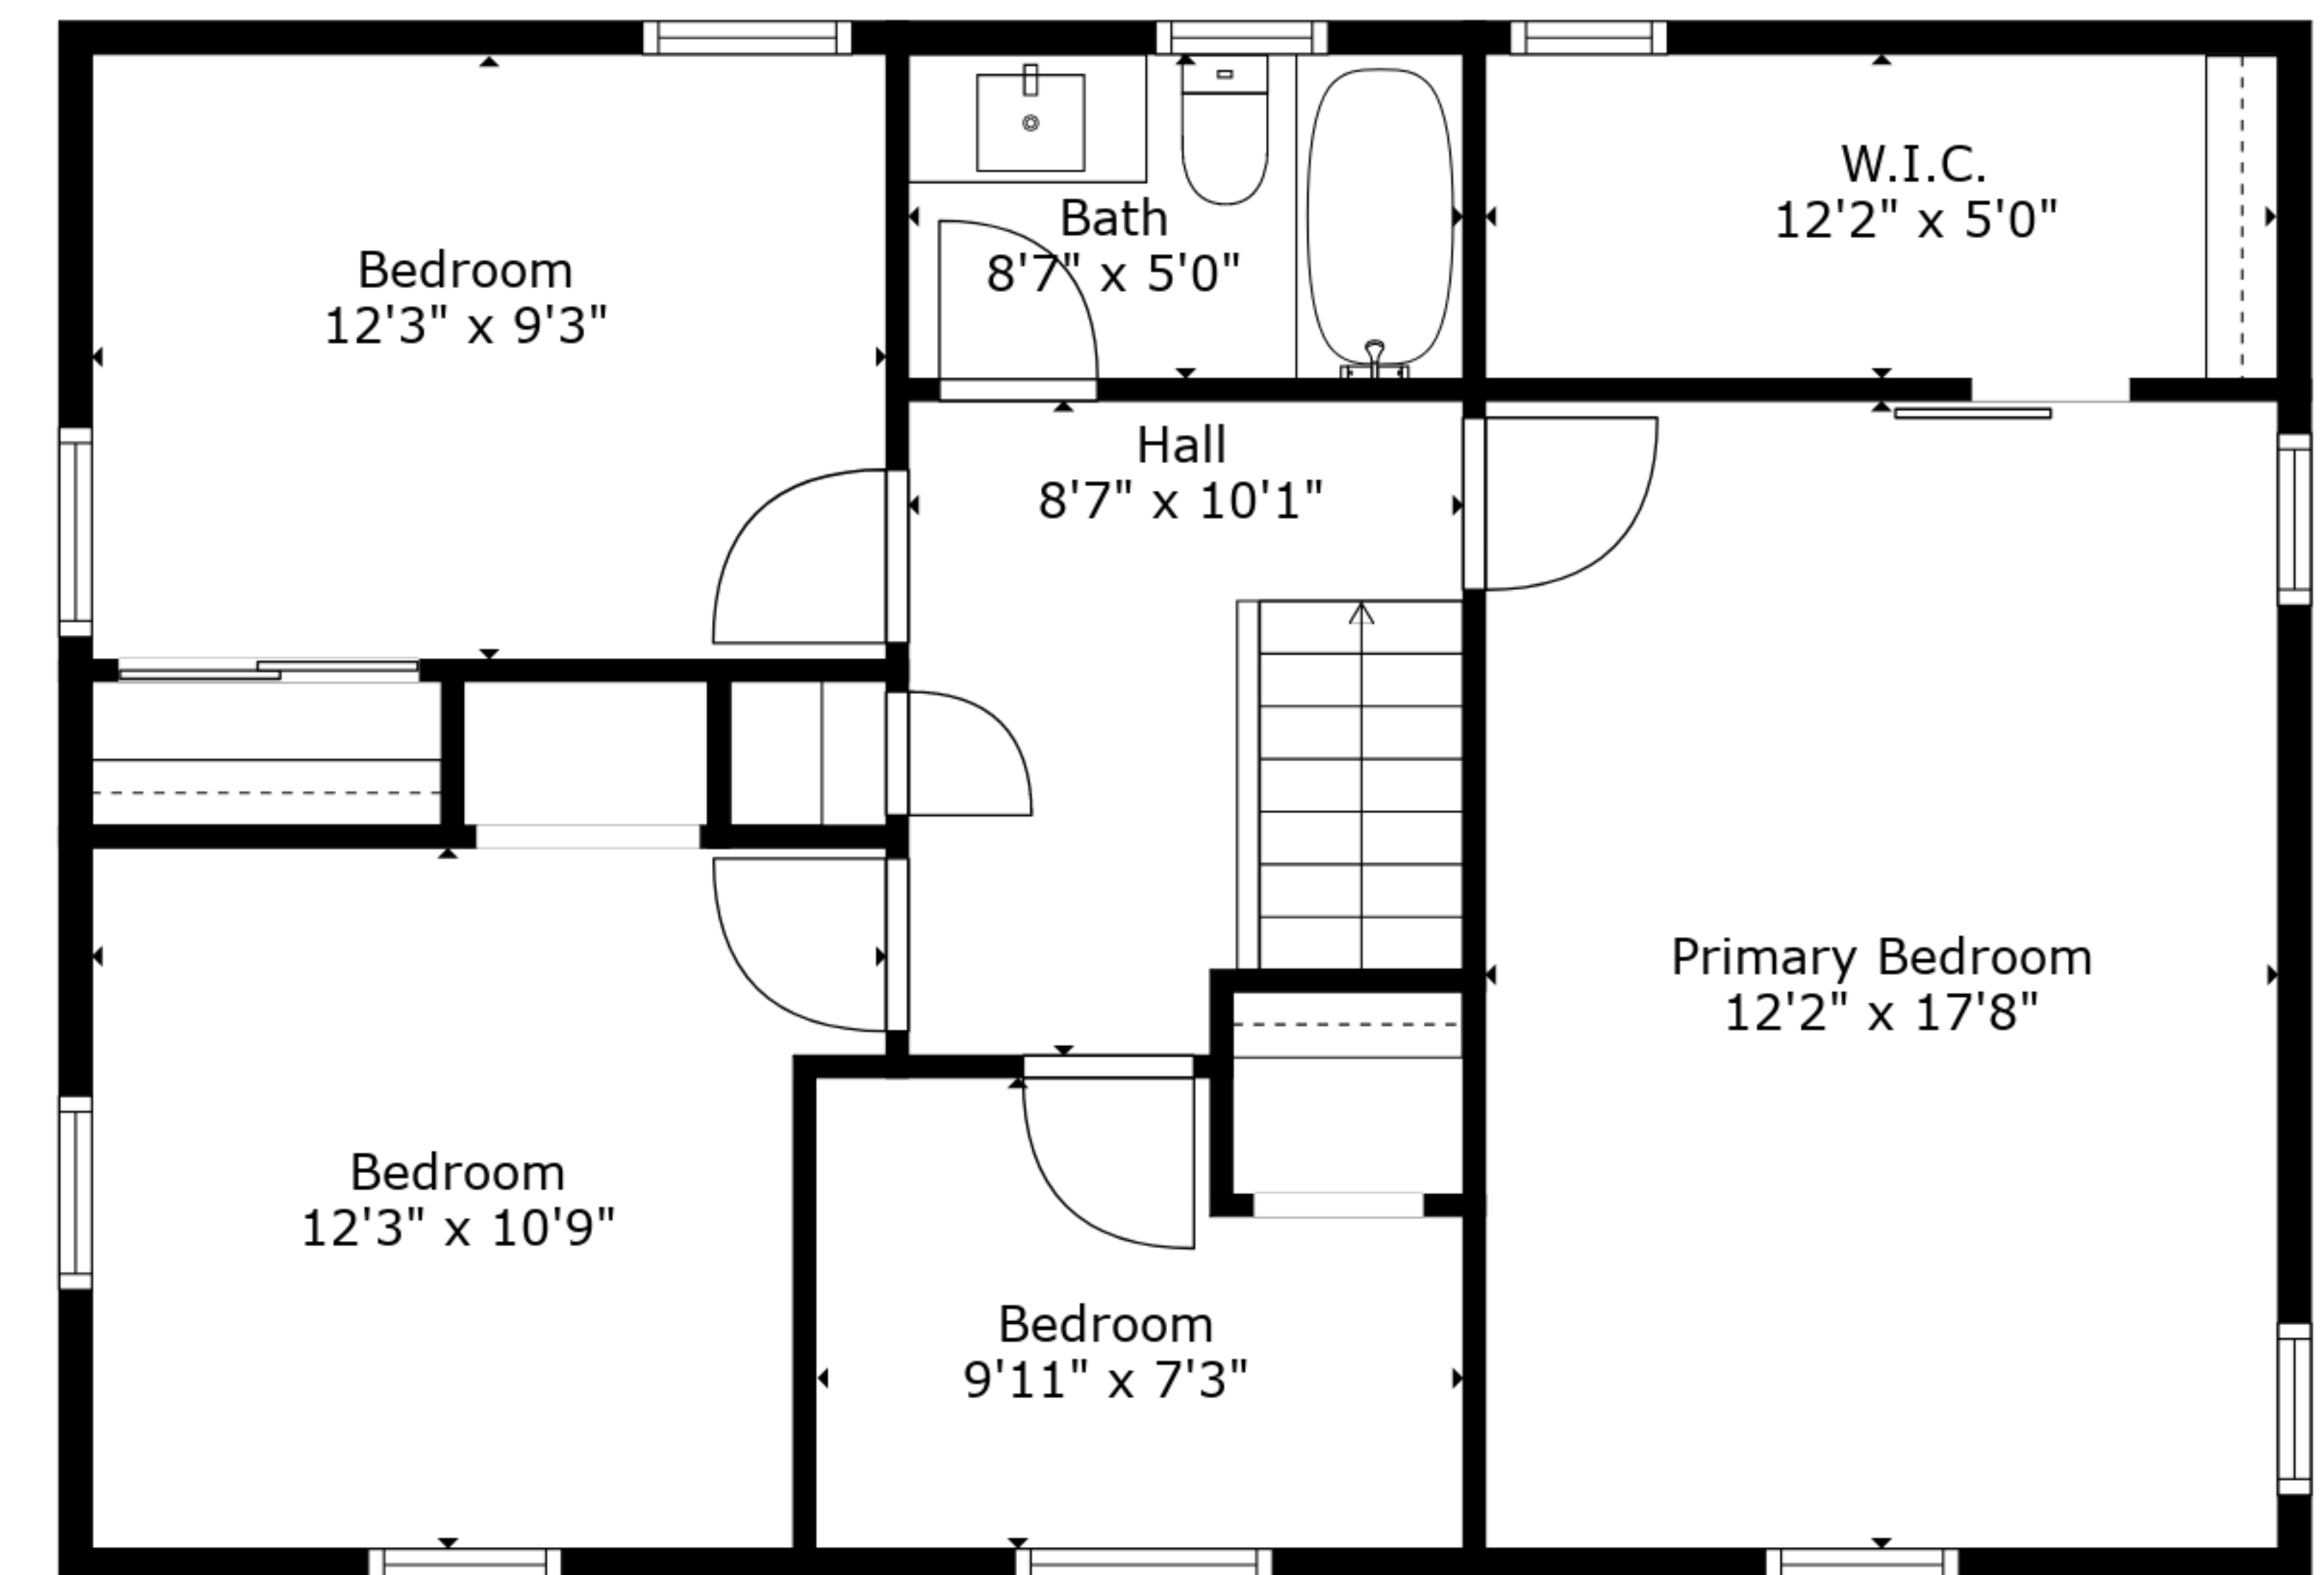 Bedroom
12'3" x 9'3"
Bath
8'7" x 5'0"
W.I.C.
12'2" x 5'0"
Hall
8'7" x 10'1"
Primary Bedroom
12'2" x 17'8"
Bedroom
12'3" x 10'9"
Bedroom
9'11" x 7'3"